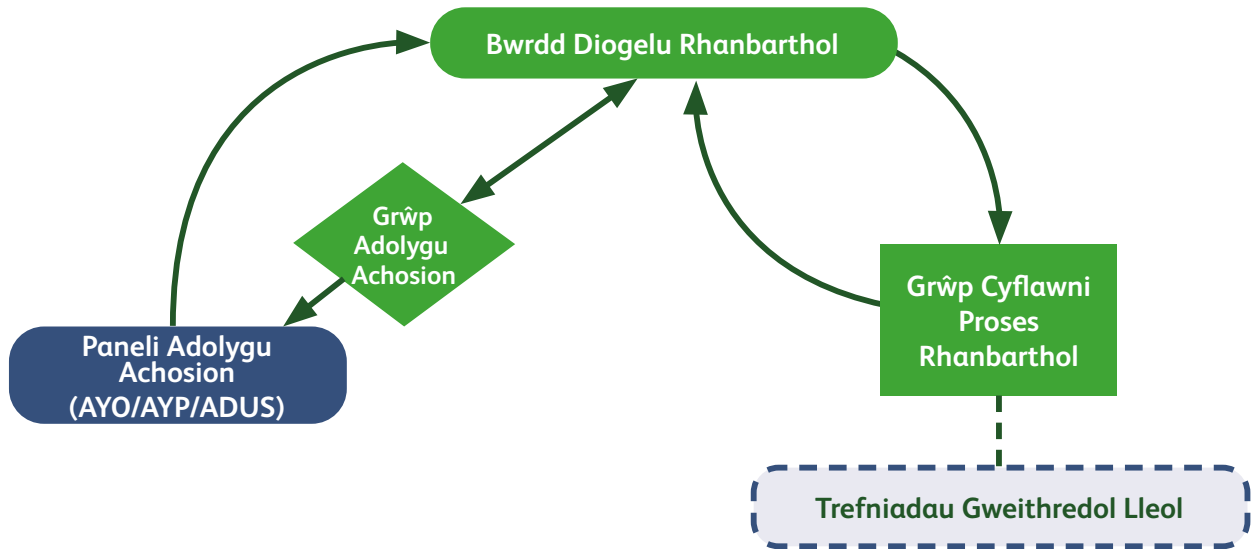 Bwrdd Diogelu Rhanbarthol
Grŵp
Adolygu
Achosion
Grŵp Cyflawni
Proses
Rhanbarthol
Paneli Adolygu
Achosion
(AYO/AYP/ADUS)
Trefniadau Gweithredol Lleol